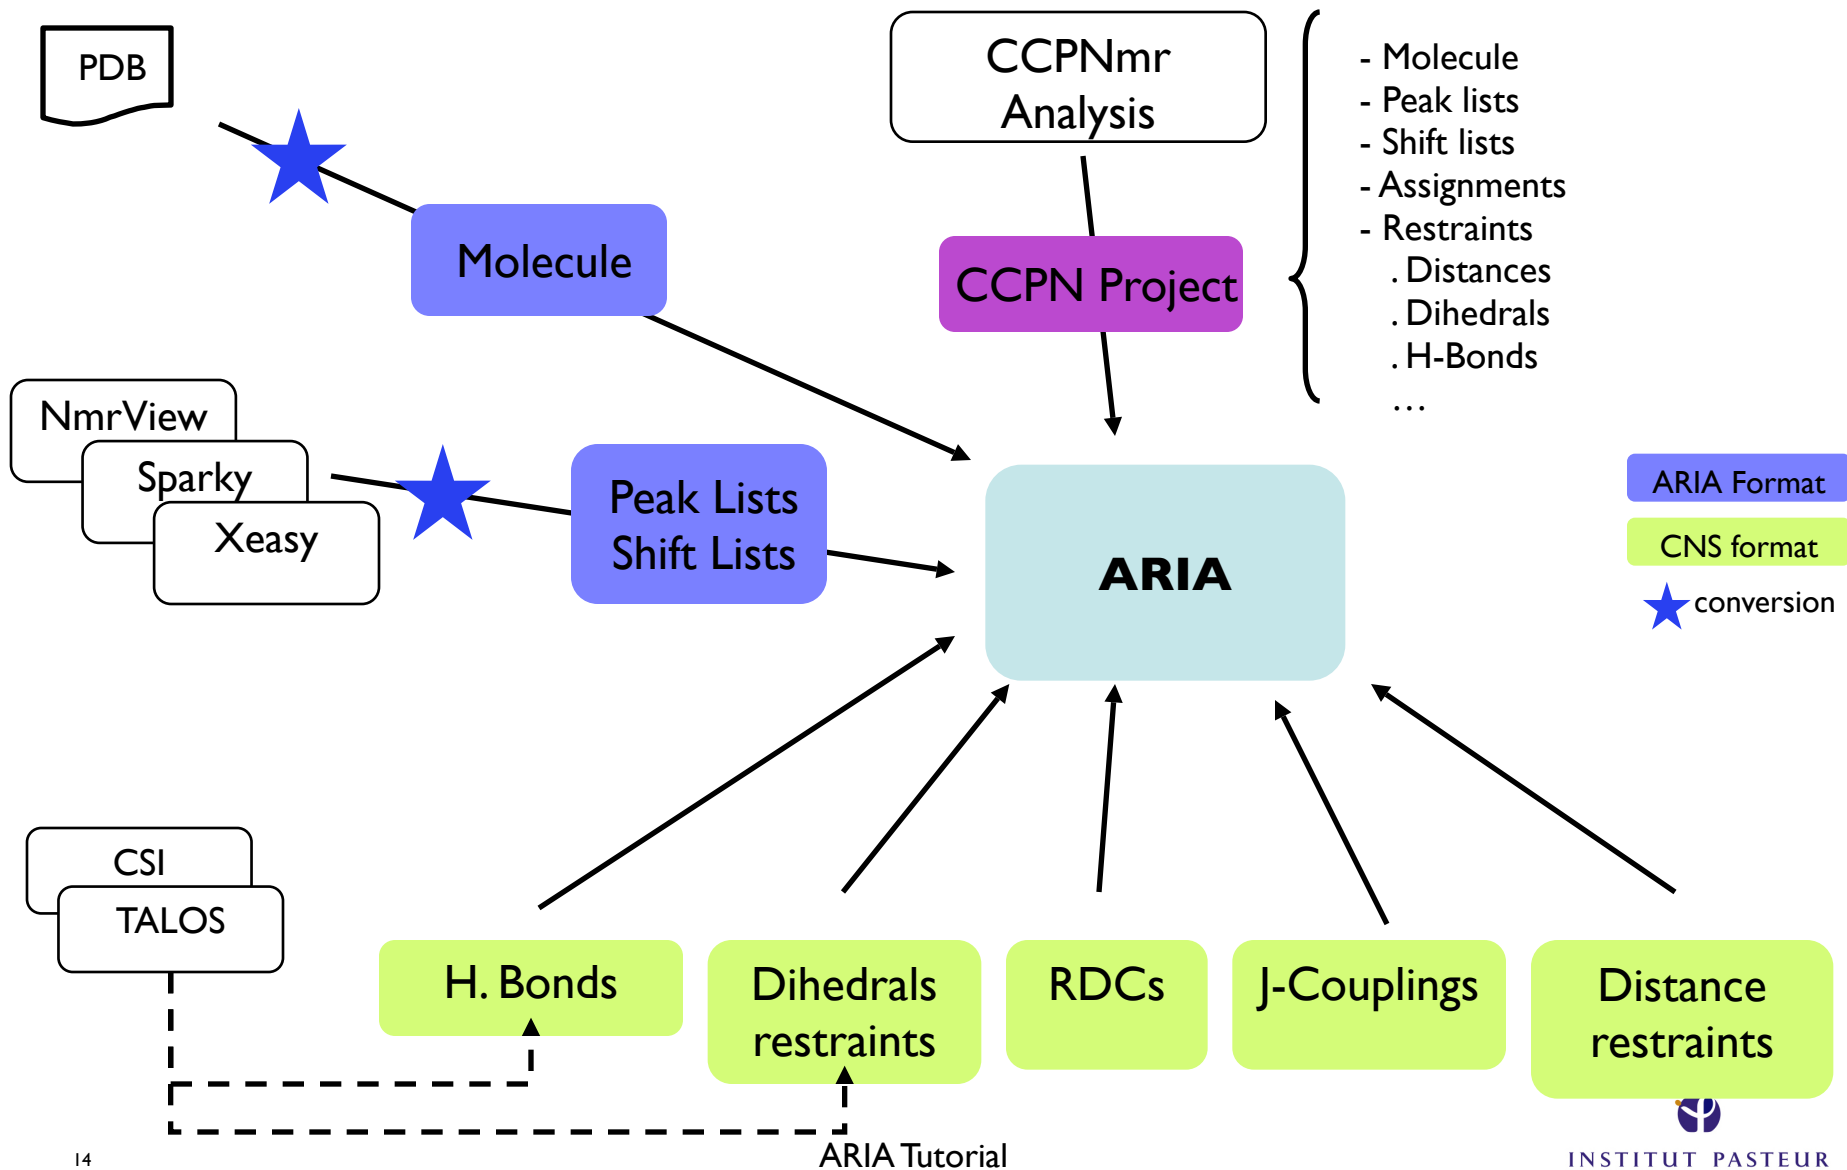 PDB
CCPNmr
Analysis
- Molecule
- Peak lists
- Shift lists
- Assignments
- Restraints
. Distances
. Dihedrals
. H-Bonds
...
Molecule
CCPN Project
NmrView
Sparky
Xeasy
Peak Lists
Shift Lists
ARIA
ARIA Format
CNS format
conversion
CSI
TALOS
H. Bonds
Dihedrals
restraints
RDCs
J-Couplings
Distance
restraints
14
ARIA Tutorial
INSTITUT PASTEUR